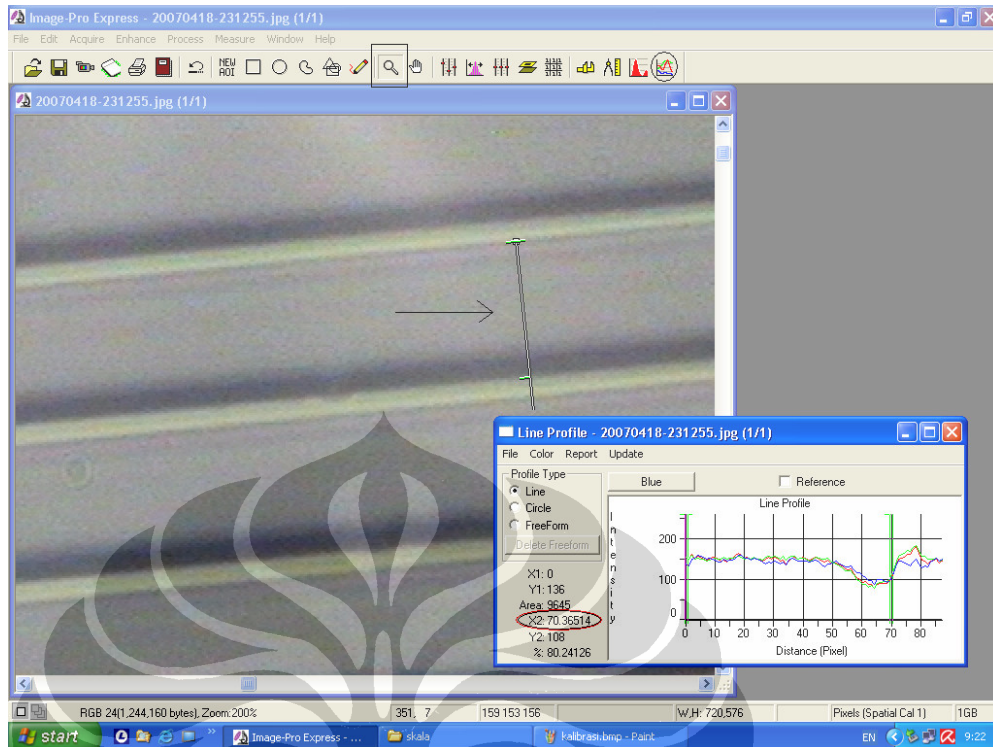 Image-Pro Express - 20070418-231255.jpg (1/1)
File Edit Acquire Enhance Process Measure Window Help
NEW
AOI
20070418-231255.jpg (1/1)
Line Profile - 20070418-231255.jpg (1/1)
File Color Report Update
Profile Type
Line
Circle
FreeForm
Delete Freeform
X1: 0
Y1: 136
Area: 9645
X2: 70.36514
Y2: 108
%: 80.24126
Blue
Reference
Line Profile
Intensity
200
100
0
0 10 20 30 40 50 60 70 80
Distance (Pixel)
RGB 24(1,244,160 bytes), Zoom:200% 351, 7 159 153 156 W,H: 720,576 Pixels (Spatial Cal 1) 1GB
start Image-Pro Express - ... skala kalibrasi.bmp - Paint EN 9:22